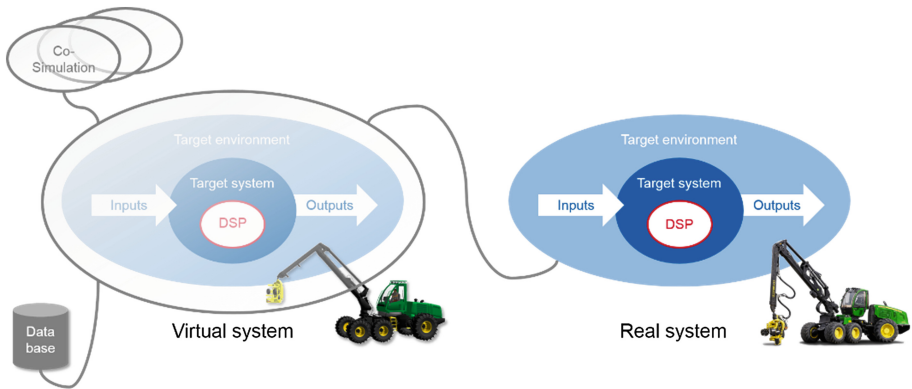 Co-
Simulation
Target environment
Target system
Inputs
DSP
Outputs
Virtual system
Data
base
Target environment
Target system
Inputs
DSP
Outputs
Real system